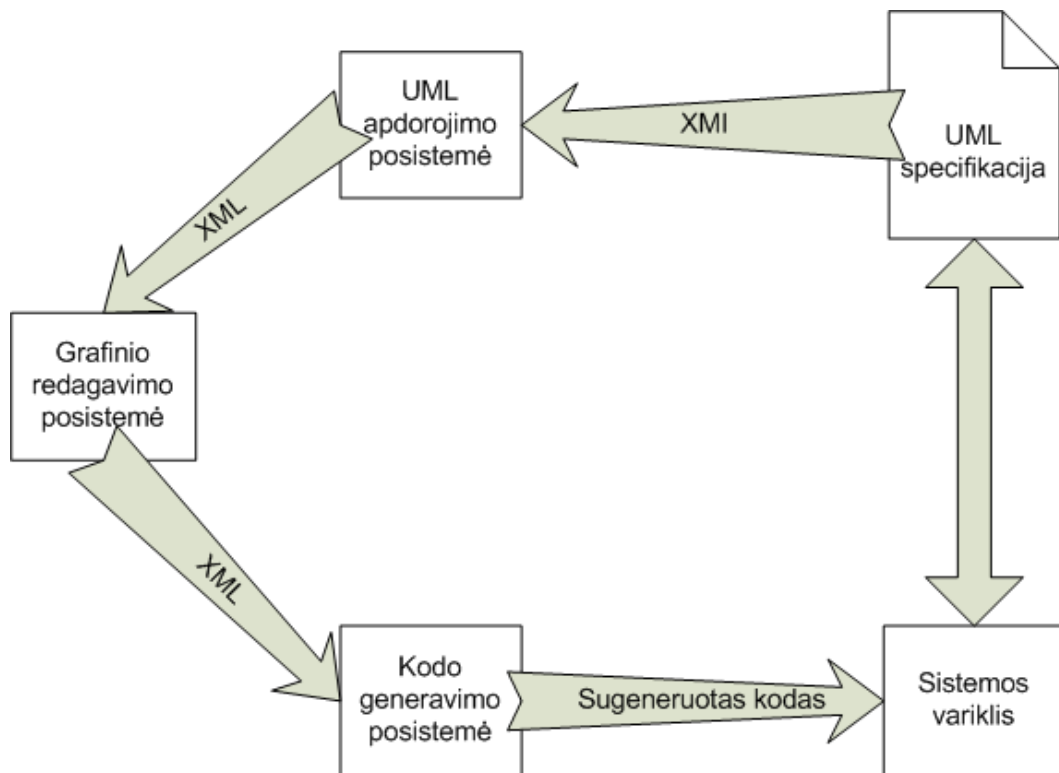 UML
apdorojimo
posistemė
XMI
UML
specifikacija
XML
Grafinio
redagavimo
posistemė
XML
Kodo
generavimo
posistemė
Sugeneruotas kodas
Sistemos
variklis